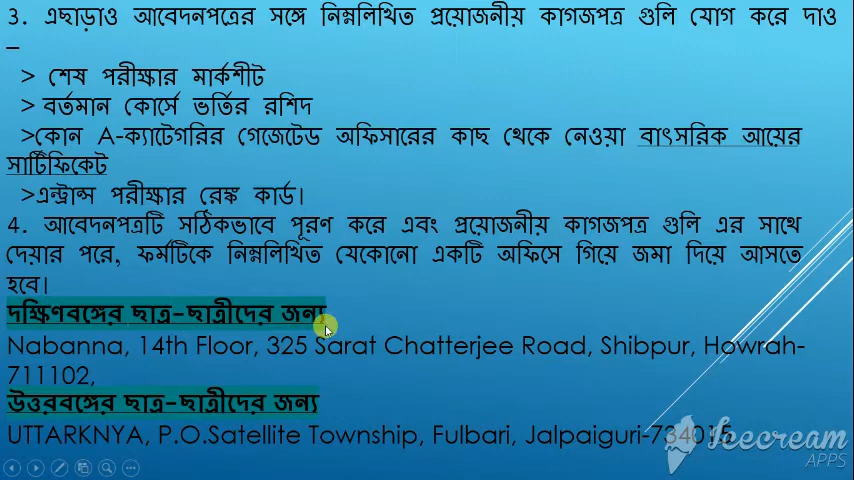 3. এছাড়াও আবেদনপত্রের সঙ্গে নিম্নলিখিত প্রয়োজনীয় কাগজপত্র গুলি যোগ করে দাও
–
> শেষ পরীক্ষার মার্কশীট
> বর্তমান কোর্সে ভর্তির রশিদ
>কোন A-ক্যাটেগরির গেজেটেড অফিসারের কাছ থেকে নেওয়া বাৎসরিক আয়ের
সার্টিফিকেট
>এন্ট্রান্স পরীক্ষার রেঙ্ক কার্ড।
4. আবেদনপত্রটি সঠিকভাবে পূরণ করে এবং প্রয়োজনীয় কাগজপত্র গুলি এর সাথে
দেয়ার পরে, ফর্মটিকে নিম্নলিখিত যেকোনো একটি অফিসে গিয়ে জমা দিয়ে আসতে
হবে।
দক্ষিণবঙ্গের ছাত্র-ছাত্রীদের জন্য
Nabanna, 14th Floor, 325 Sarat Chatterjee Road, Shibpur, Howrah-
711102,
উত্তরবঙ্গের ছাত্র-ছাত্রীদের জন্য
UTTARKNYA, P.O.Satellite Township, Fulbari, Jalpaiguri-734015
Icecream
APPS